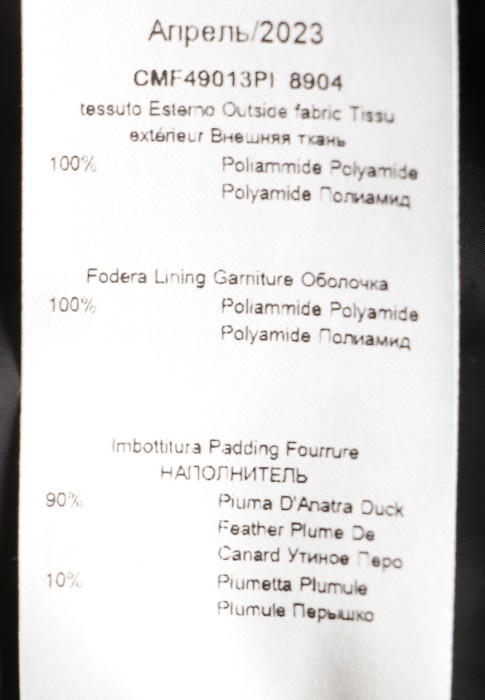 Апрель/2023
CMF49013PI 8904
tessuto Esterno Outside fabric Tissu
extérieur Внешняя ткань
100% Poliammide Polyamide
Polyamide Полиамид
Fodera Lining Garniture Оболочка
100% Poliammide Polyamide
Polyamide Полиамид
Imbottitura Padding Fourrure
НАПОЛНИТЕЛЬ
90% Piuma D'Anatra Duck
Feather Plume De
Canard Утиное Перо
10% Piumetta Plumule
Plumule Перышко